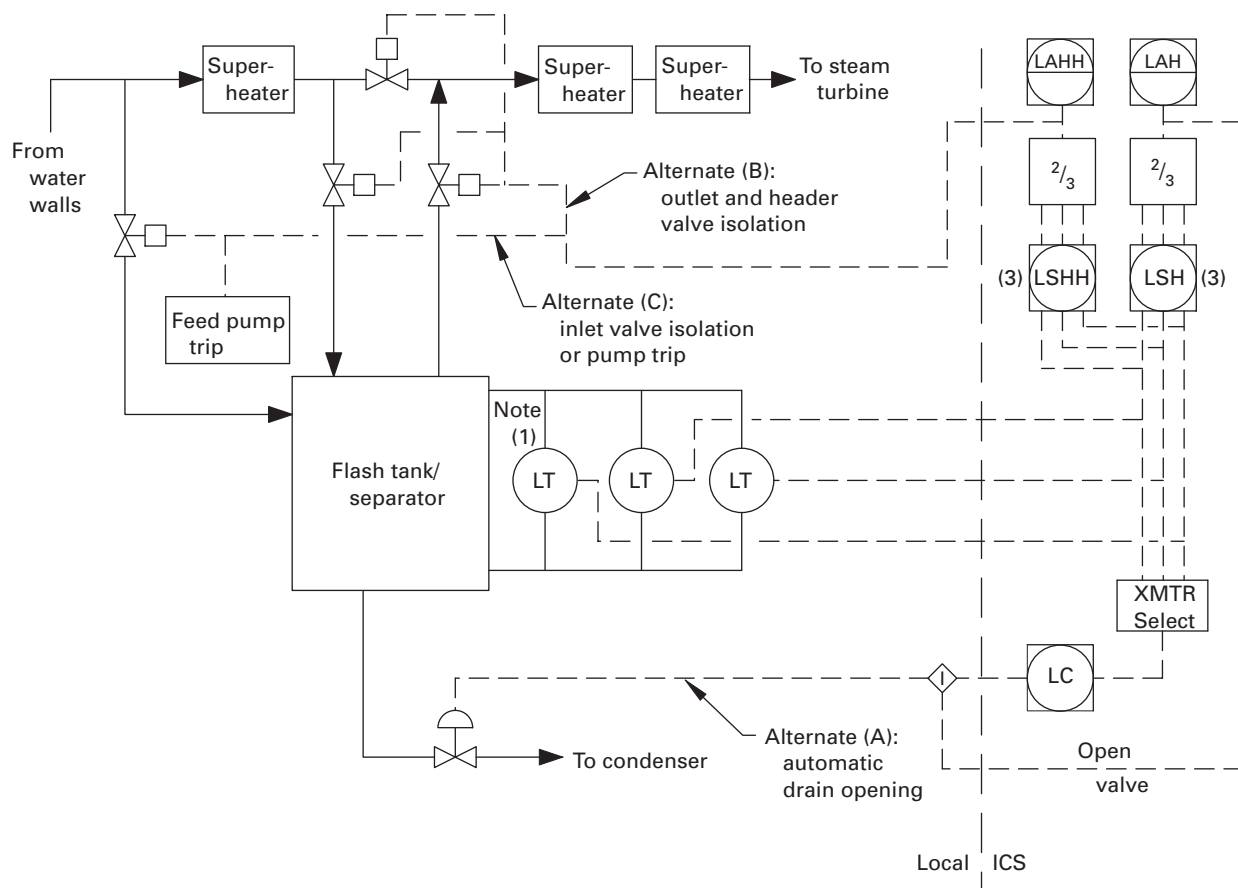 LAHH
LAH
Super-
heater
Super-
heater
Super-
heater
To steam
turbine
From
water
walls
2/3
2/3
Alternate (B):
outlet and header
valve isolation
(3)
LSHH
LSH
(3)
Feed pump
trip
Alternate (C):
inlet valve isolation
or pump trip
Note
(1)
Flash tank/
separator
LT
LT
LT
XMTR
Select
I
LC
Alternate (A):
automatic
drain opening
To condenser
Open
valve
Local
ICS